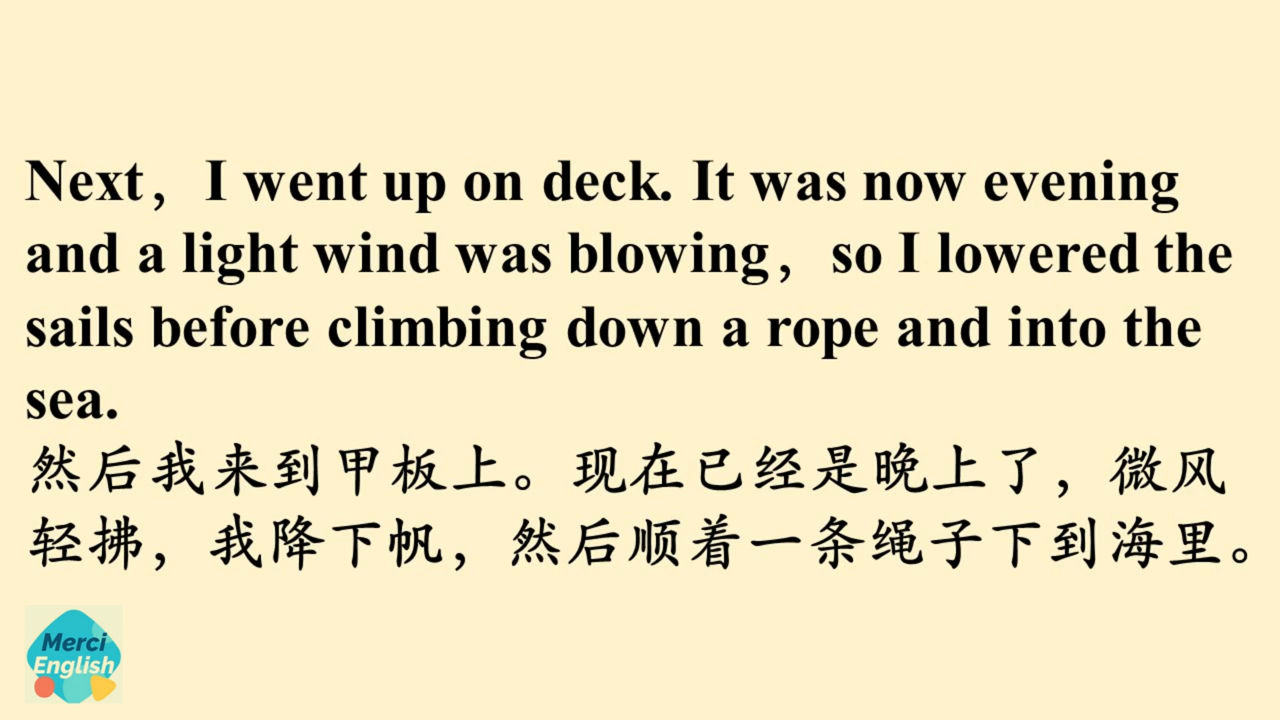 Next，I went up on deck. It was now evening
and a light wind was blowing，so I lowered the
sails before climbing down a rope and into the
sea.
然后我来到甲板上。现在已经是晚上了，微风
轻拂，我降下帆，然后顺着一条绳子下到海里。
Merci
English